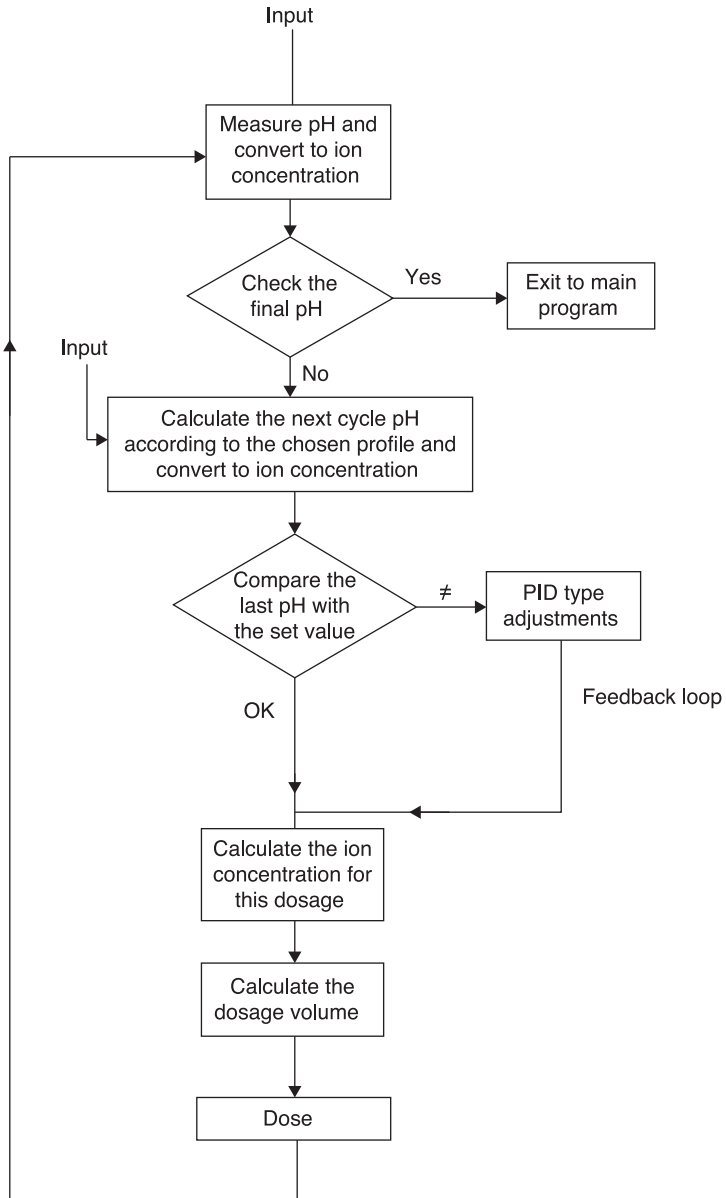 Input
Measure pH and
convert to ion
concentration
Check the
final pH
Yes
Exit to main
program
Input
No
Calculate the next cycle pH
according to the chosen profile and
convert to ion concentration
Compare the
last pH with
the set value
≠
PID type
adjustments
OK
Feedback loop
Calculate the ion
concentration for
this dosage
Calculate the
dosage volume
Dose